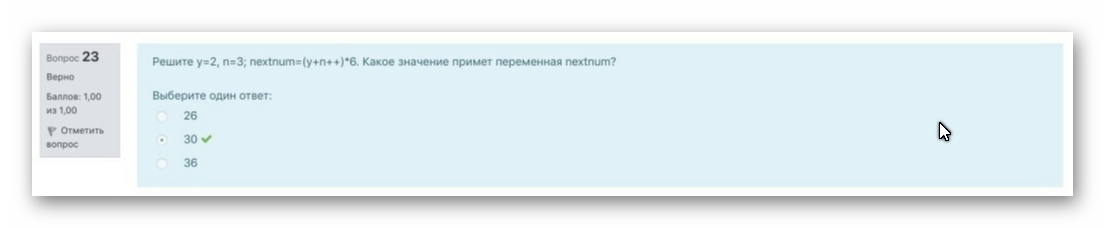 Вопрос 23
Верно
Баллов: 1,00
из 1,00
Отметить
вопрос
Решите y=2, n=3; nextnum=(y+n++)*6. Какое значение примет переменная nextnum?
Выберите один ответ:
26
30
36